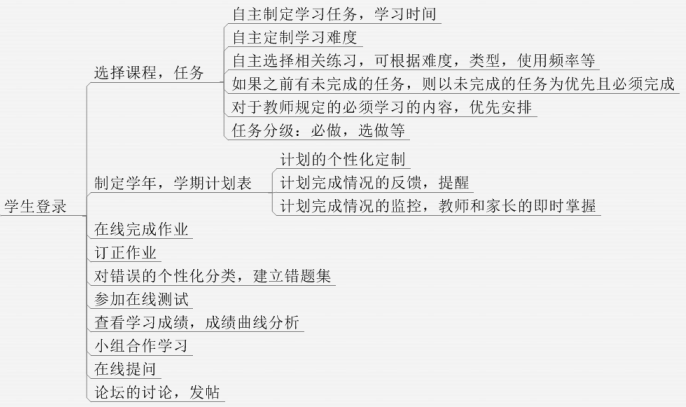 自主制定学习任务，学习时间
自主定制学习难度
自主选择相关练习，可根据难度，类型，使用频率等
选择课程，任务
如果之前有未完成的任务，则以未完成的任务为优先且必须完成
对于教师规定的必须学习的内容，优先安排
任务分级：必做，选做等
计划的个性化定制
制定学年，学期计划表
计划完成情况的反馈，提醒
计划完成情况的监控，教师和家长的即时掌握
学生登录
在线完成作业
订正作业
对错误的个性化分类，建立错题集
参加在线测试
查看学习成绩，成绩曲线分析
小组合作学习
在线提问
论坛的讨论，发帖